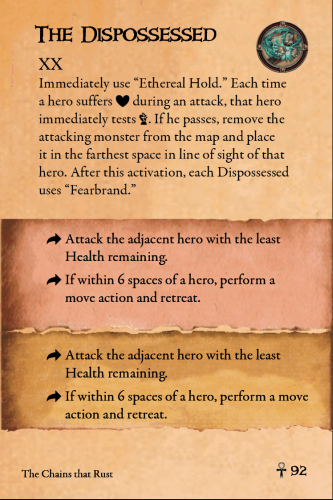 The Dispossessed
XX
Immediately use “Ethereal Hold.” Each time
a hero suffers during an attack, that hero
immediately tests . If he passes, remove the
attacking monster from the map and place
it in the farthest space in line of sight of that
hero. After this activation, each Dispossessed
uses “Fearbrand.”
Attack the adjacent hero with the least
Health remaining.
If within 6 spaces of a hero, perform a
move action and retreat.
Attack the adjacent hero with the least
Health remaining.
If within 6 spaces of a hero, perform a move
action and retreat.
The Chains that Rust
92